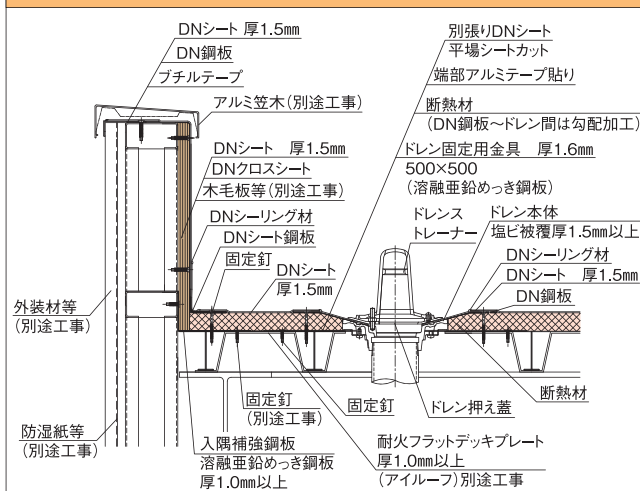 DNシート 厚1.5mm
DN鋼板
ブチルテープ
アルミ笠木(別途工事)
DNシート 厚1.5mm
DNクロスシート
木毛板等(別途工事)
DNシーリング材
DNシート鋼板
固定釘
DNシート
厚1.5mm
別張りDNシート
平場シートカット
端部アルミテープ貼り
断熱材
(DN鋼板～ドレン間は勾配加工)
ドレン固定用金具 厚1.6mm
500×500
(溶融亜鉛めっき鋼板)
ドレンス
トレーナー
ドレン本体
塩ビ被覆厚1.5mm以上
DNシーリング材
DNシート 厚1.5mm
DN鋼板
外装材等
(別途工事)
防湿紙等
(別途工事)
固定釘
(別途工事)
固定釘
ドレン押え蓋
断熱材
入隅補強鋼板
溶融亜鉛めっき鋼板
厚1.0mm以上
耐火フラットデッキプレート
厚1.0mm以上
(アイルーフ)別途工事